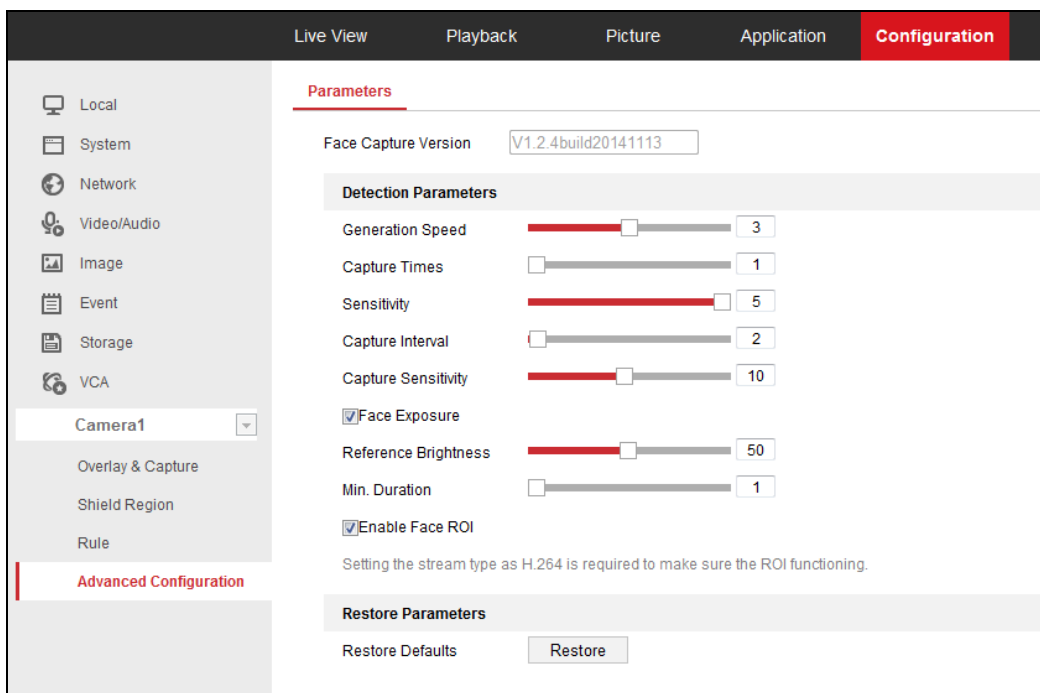 Live View Playback Picture Application Configuration
Local
System
Network
Video/Audio
Image
Event
Storage
VCA
Camera1
Overlay & Capture
Shield Region
Rule
Advanced Configuration
Parameters
Face Capture Version V1.2.4build20141113
Detection Parameters
Generation Speed 3
Capture Times 1
Sensitivity 5
Capture Interval 2
Capture Sensitivity 10
Face Exposure
Reference Brightness 50
Min. Duration 1
Enable Face ROI
Setting the stream type as H.264 is required to make sure the ROI functioning.
Restore Parameters
Restore Defaults Restore